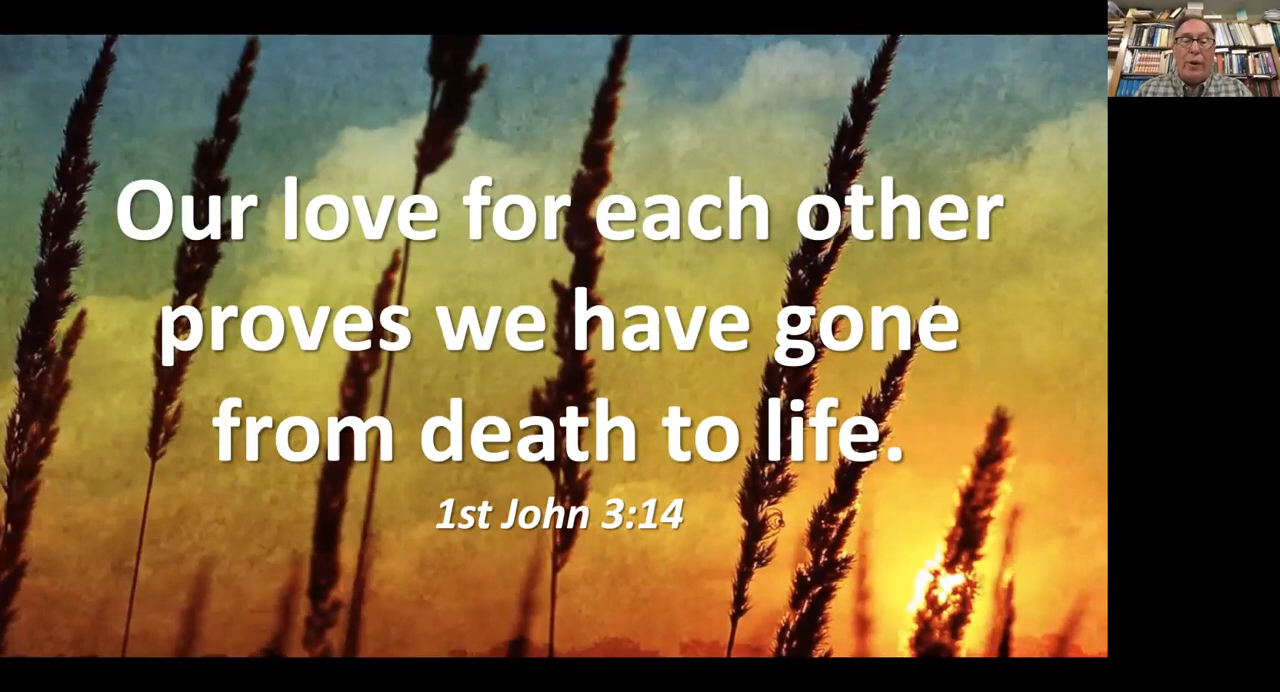 Our love for each other
proves we have gone
from death to life.
1st John 3:14